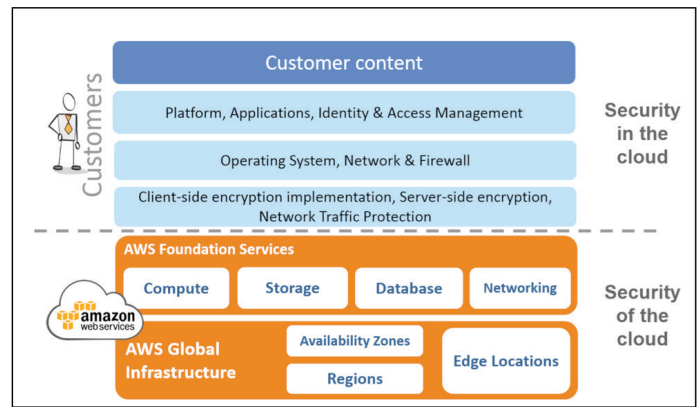 Customer content
Customers
Platform, Applications, Identity & Access Management
Operating System, Network & Firewall
Client-side encryption implementation, Server-side encryption,
Network Traffic Protection
Security
in the
cloud
AWS Foundation Services
Compute
Storage
Database
Networking
amazon
webservices
AWS Global
Infrastructure
Availability Zones
Regions
Edge Locations
Security
of the
cloud